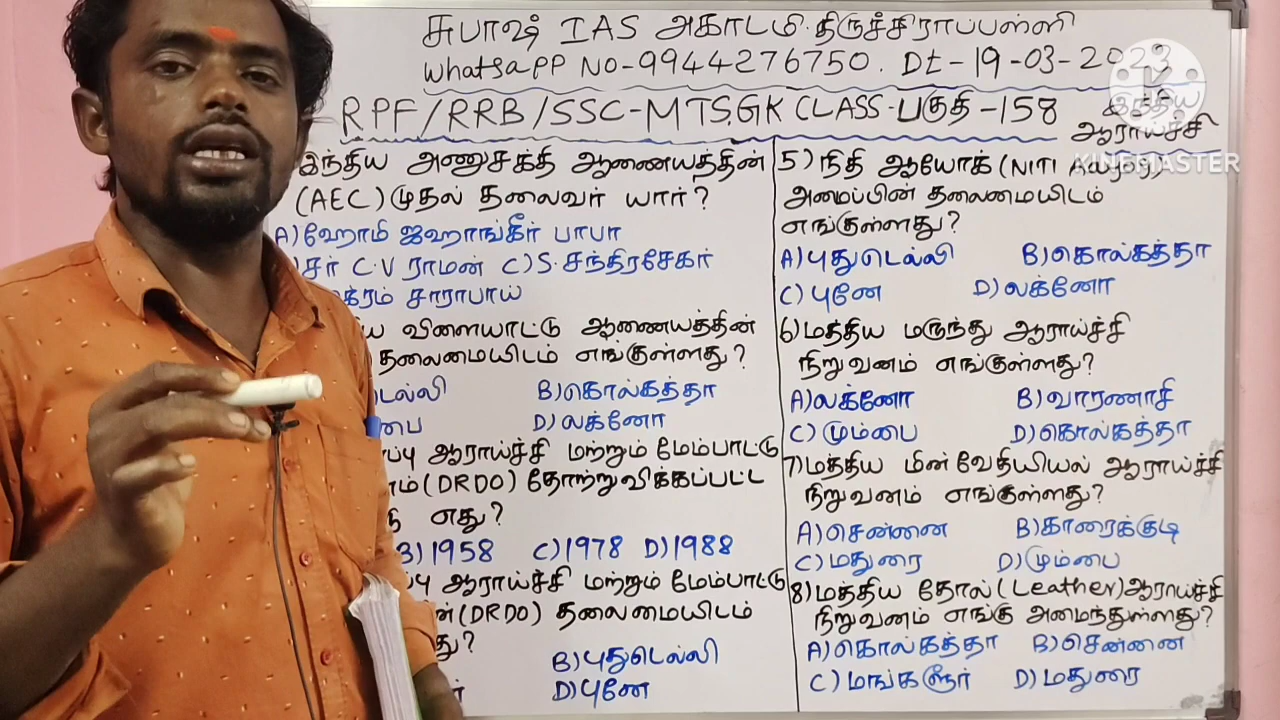 சுபாஷ் IAS அகாடமி திருச்சிராப்பள்ளி
WhatsaPP NO-9944276750. Dt-19-03-2023
RPF/RRB/SSC-MTS,GK CLASS-பகுதி-158
இந்திய
ஆராய்ச்சி
KINEMASTER
இந்திய அணுசக்தி ஆணையத்தின்
(AEC) முதல் தலைவர் யார்?
A) ஹோமி ஜஹாங்கீர் பாபா
சர் C.V ராமன் C) S. சந்திரசேகர்
சாராபாய்
விளையாட்டு ஆணையத்தின்
தலைமையிடம் எங்குள்ளது?
B) கொல்கத்தா
D) லக்னோ
ஆராய்ச்சி மற்றும் மேம்பாட்டு
(DRDO) தோற்றுவிக்கப்பட்ட
எது?
B) 1958 C) 1978 D) 1988
ஆராய்ச்சி மற்றும் மேம்பாட்டு
(DRDO) தலைமையிடம்
B) புதுடெல்லி
D) புனே
5) நிதி ஆயோக் (NITI Aayog)
அமைப்பின் தலைமையிடம்
எங்குள்ளது?
A) புதுடெல்லி B) கொல்கத்தா
C) புனே D) லக்னோ
6) மத்திய மருந்து ஆராய்ச்சி
நிறுவனம் எங்குள்ளது?
A) லக்னோ B) வாரணாசி
C) மும்பை D) கொல்கத்தா
7) மத்திய மின் வேதியியல் ஆராய்ச்சி
நிறுவனம் எங்குள்ளது?
A) சென்னை B) காரைக்குடி
C) மதுரை D) மும்பை
8) மத்திய தோல் (Leather) ஆராய்ச்சி
நிறுவனம் எங்கு அமைந்துள்ளது?
A) கொல்கத்தா B) சென்னை
C) மங்களூர் D) மதுரை